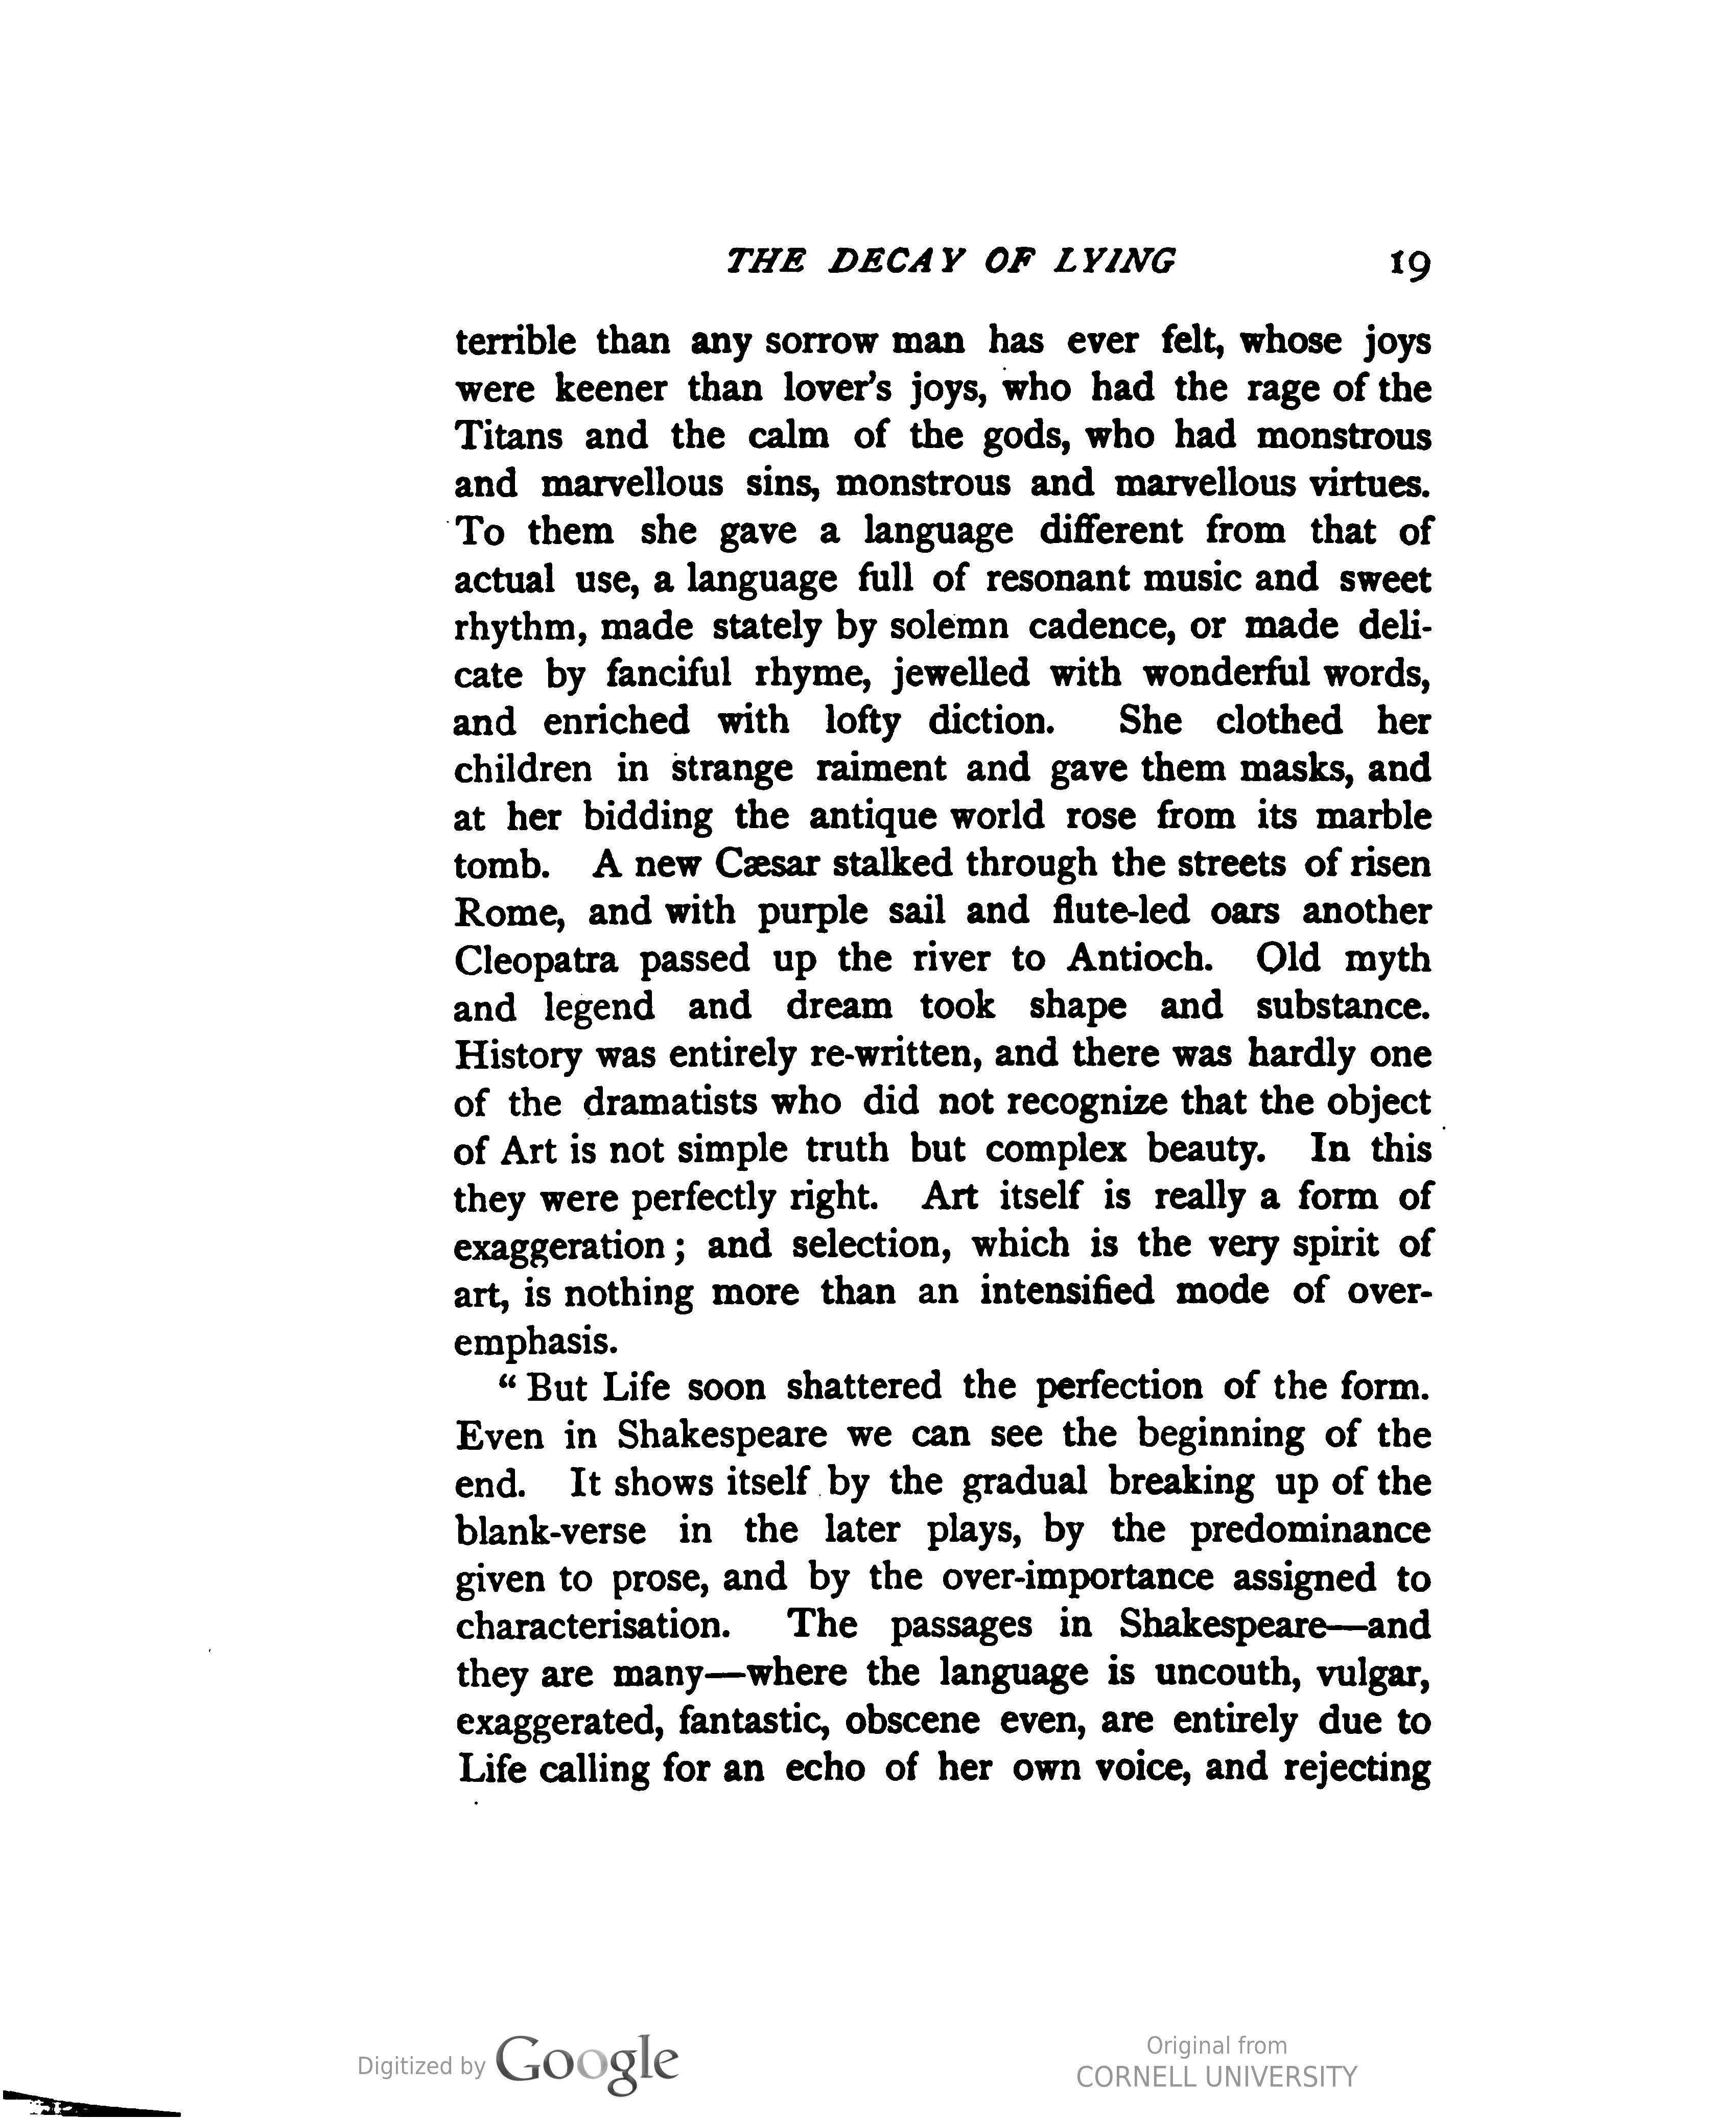 THE DECAY OF LYING 19
terrible than any sorrow man has ever felt, whose joys
were keener than lover's joys, who had the rage of the
Titans and the calm of the gods, who had monstrous
and marvellous sins, monstrous and marvellous virtues.
To them she gave a language different from that of
actual use, a language full of resonant music and sweet
rhythm, made stately by solemn cadence, or made deli-
cate by fanciful rhyme, jewelled with wonderful words,
and enriched with lofty diction. She clothed her
children in strange raiment and gave them masks, and
at her bidding the antique world rose from its marble
tomb. A new Cæsar stalked through the streets of risen
Rome, and with purple sail and flute-led oars another
Cleopatra passed up the river to Antioch. Old myth
and legend and dream took shape and substance.
History was entirely re-written, and there was hardly one
of the dramatists who did not recognize that the object
of Art is not simple truth but complex beauty. In this
they were perfectly right. Art itself is really a form of
exaggeration; and selection, which is the very spirit of
art, is nothing more than an intensified mode of over-
emphasis.
“But Life soon shattered the perfection of the form.
Even in Shakespeare we can see the beginning of the
end. It shows itself by the gradual breaking up of the
blank-verse in the later plays, by the predominance
given to prose, and by the over-importance assigned to
characterisation. The passages in Shakespeare—and
they are many—where the language is uncouth, vulgar,
exaggerated, fantastic, obscene even, are entirely due to
Life calling for an echo of her own voice, and rejecting
Digitized by Google
Original from
CORNELL UNIVERSITY